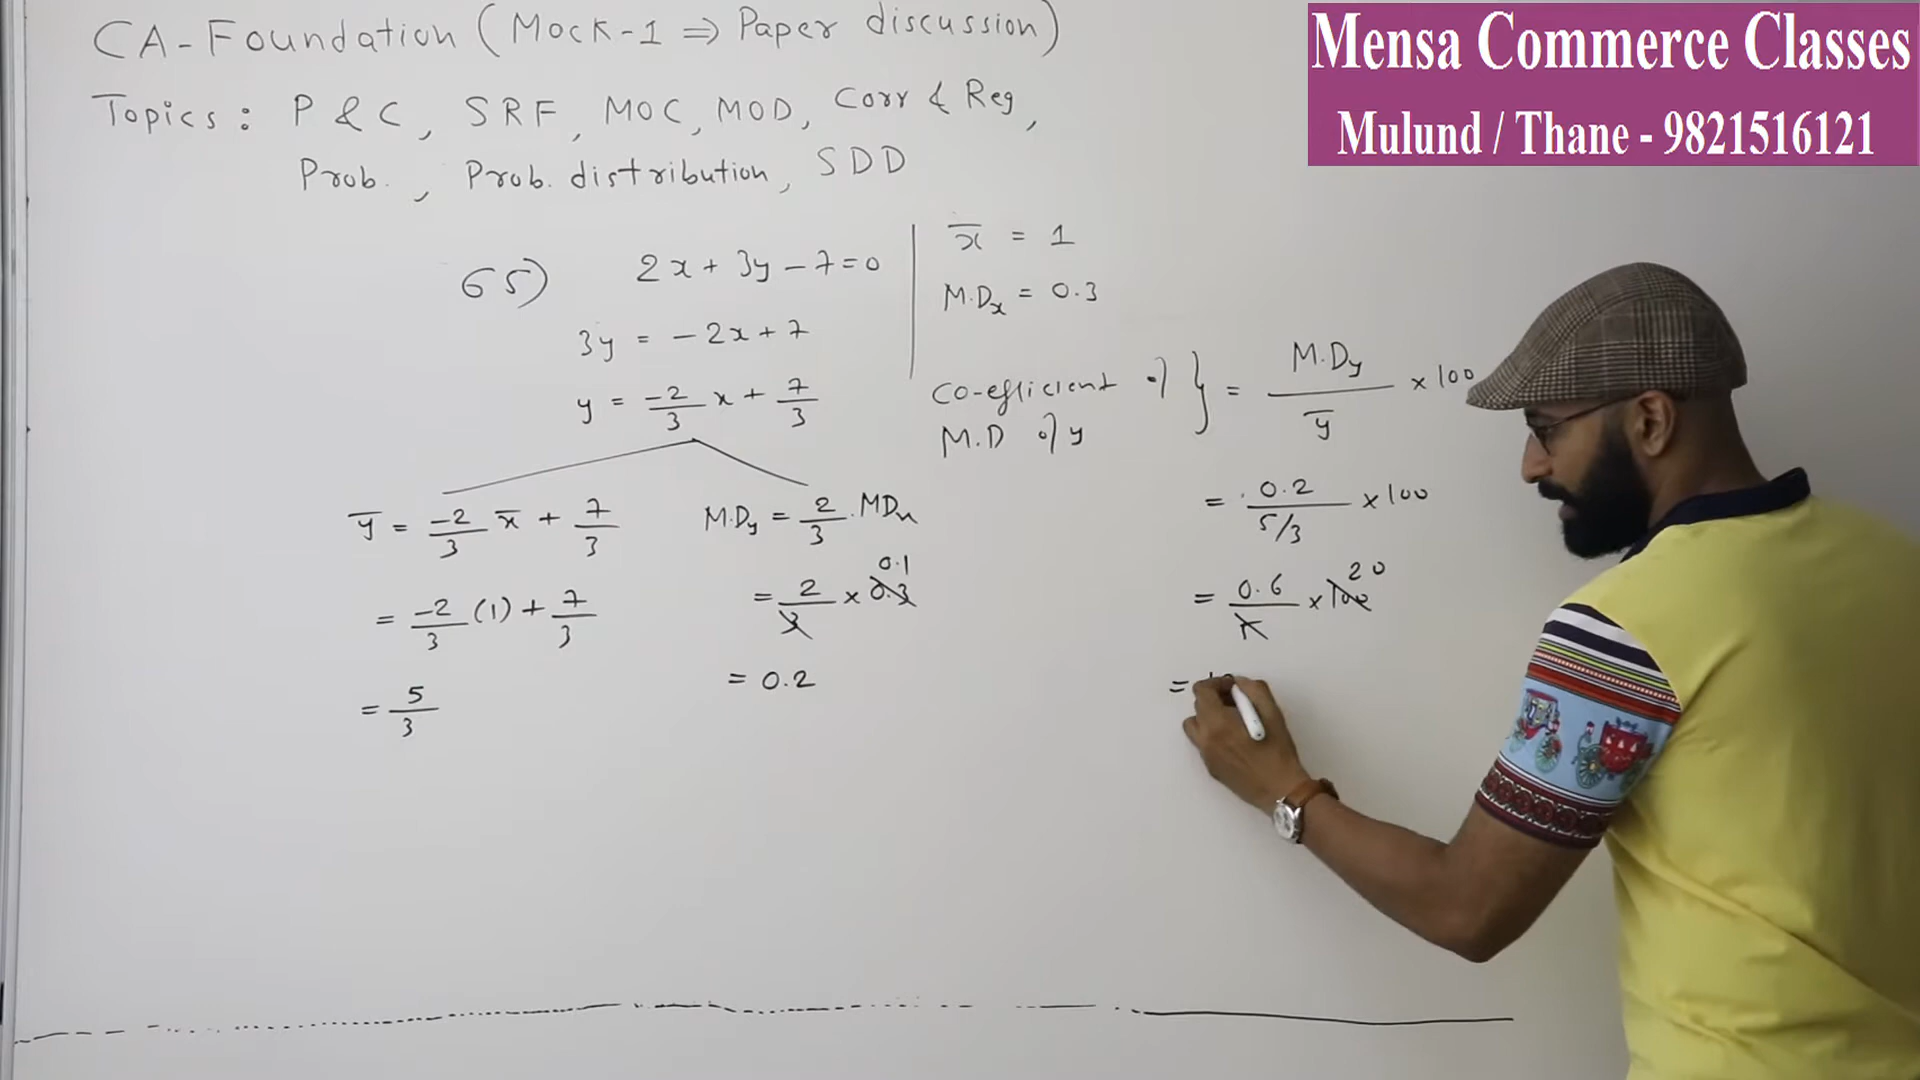 CA-Foundation (Mock-1 ⇒ Paper discussion)
Topics: P & C, SRF, MOC, MOD, Corr & Reg,
Prob., Prob. distribution, SDD
Mensa Commerce Classes
Mulund / Thane - 9821516121
65) 2x + 3y - 7 = 0
3y = -2x + 7
y = -2/3 x + 7/3
x̄ = 1
M.Dx = 0.3
ȳ = -2/3 x̄ + 7/3
= -2/3 (1) + 7/3
= 5/3
M.Dy = 2/3 . MDx
= 2/3 × 0.3 0.1
= 0.2
Co-efficient of M.D of y } = M.Dy/ȳ × 100
= 0.2/5/3 × 100
= 0.6/5 × 100 20
=